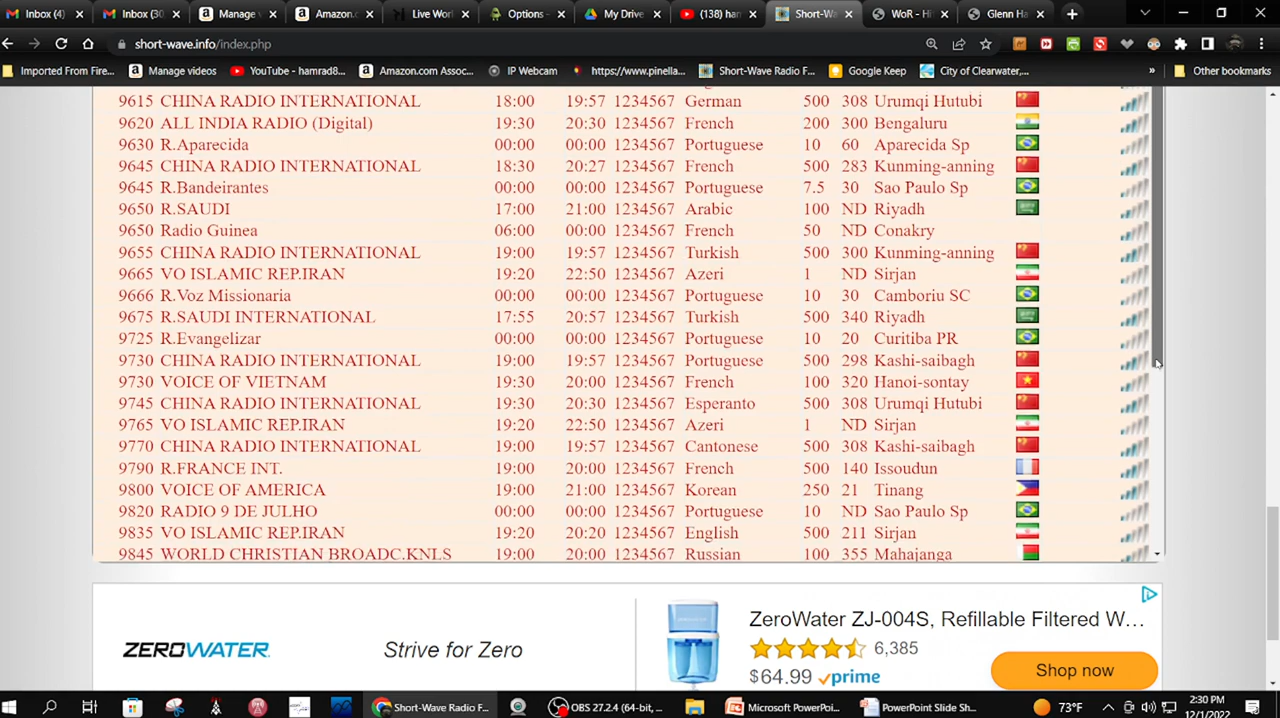 Inbox (4)
Inbox (30
Manage v
Amazon.c
Live Wor
Options -
My Drive
(138) ham
Short-Wa
WoR - Hi
Glenn Ha
short-wave.info/index.php
Imported From Fire...
Manage videos
YouTube - hamrad8...
Amazon.com Assoc...
IP Webcam
https://www.pinella...
Short-Wave Radio F...
Google Keep
City of Clearwater,...
»
Other bookmarks
9615 CHINA RADIO INTERNATIONAL 18:00 19:57 1234567 German 500 308 Urumqi Hutubi
9620 ALL INDIA RADIO (Digital) 19:30 20:30 1234567 French 200 300 Bengaluru
9630 R.Aparecida 00:00 00:00 1234567 Portuguese 10 60 Aparecida Sp
9645 CHINA RADIO INTERNATIONAL 18:30 20:27 1234567 French 500 283 Kunming-anning
9645 R.Bandeirantes 00:00 00:00 1234567 Portuguese 7.5 30 Sao Paulo Sp
9650 R.SAUDI 17:00 21:00 1234567 Arabic 100 ND Riyadh
9650 Radio Guinea 06:00 00:00 1234567 French 50 ND Conakry
9655 CHINA RADIO INTERNATIONAL 19:00 19:57 1234567 Turkish 500 300 Kunming-anning
9665 VO ISLAMIC REP.IRAN 19:20 22:50 1234567 Azeri 1 ND Sirjan
9666 R.Voz Missionaria 00:00 00:00 1234567 Portuguese 10 30 Camboriu SC
9675 R.SAUDI INTERNATIONAL 17:55 20:57 1234567 Turkish 500 340 Riyadh
9725 R.Evangelizar 00:00 00:00 1234567 Portuguese 10 20 Curitiba PR
9730 CHINA RADIO INTERNATIONAL 19:00 19:57 1234567 Portuguese 500 298 Kashi-saibagh
9730 VOICE OF VIETNAM 19:30 20:00 1234567 French 100 320 Hanoi-sontay
9745 CHINA RADIO INTERNATIONAL 19:30 20:30 1234567 Esperanto 500 308 Urumqi Hutubi
9765 VO ISLAMIC REP.IRAN 19:20 22:50 1234567 Azeri 1 ND Sirjan
9770 CHINA RADIO INTERNATIONAL 19:00 19:57 1234567 Cantonese 500 308 Kashi-saibagh
9790 R.FRANCE INT. 19:00 20:00 1234567 French 500 140 Issoudun
9800 VOICE OF AMERICA 19:00 21:00 1234567 Korean 250 21 Tinang
9820 RADIO 9 DE JULHO 00:00 00:00 1234567 Portuguese 10 ND Sao Paulo Sp
9835 VO ISLAMIC REP.IRAN 19:20 20:20 1234567 English 500 211 Sirjan
9845 WORLD CHRISTIAN BROADC.KNLS 19:00 20:00 1234567 Russian 100 355 Mahajanga
ZEROWATER
Strive for Zero
ZeroWater ZJ-004S, Refillable Filtered W...
6,385
$64.99 prime
Shop now
Short-Wave Radio F...
OBS 27.2.4 (64-bit, ...
Microsoft PowerPoi...
PowerPoint Slide Sh...
73°F
2:30 PM
12/1/2022